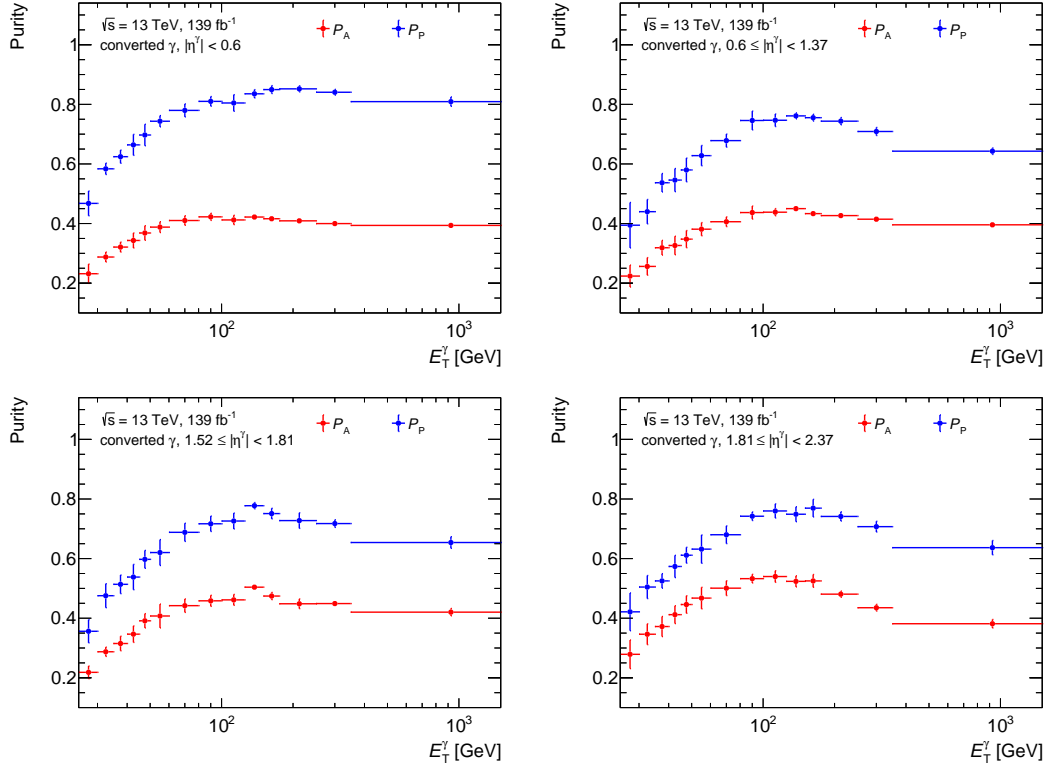 Purity
√s = 13 TeV, 139 fb⁻¹
converted γ, |η^γ| < 0.6
P_A
P_P
1
0.8
0.6
0.4
0.2
10²
10³
E_T^γ [GeV]
Purity
√s = 13 TeV, 139 fb⁻¹
converted γ, 0.6 ≤ |η^γ| < 1.37
P_A
P_P
1
0.8
0.6
0.4
0.2
10²
10³
E_T^γ [GeV]
Purity
√s = 13 TeV, 139 fb⁻¹
converted γ, 1.52 ≤ |η^γ| < 1.81
P_A
P_P
1
0.8
0.6
0.4
0.2
10²
10³
E_T^γ [GeV]
Purity
√s = 13 TeV, 139 fb⁻¹
converted γ, 1.81 ≤ |η^γ| < 2.37
P_A
P_P
1
0.8
0.6
0.4
0.2
10²
10³
E_T^γ [GeV]